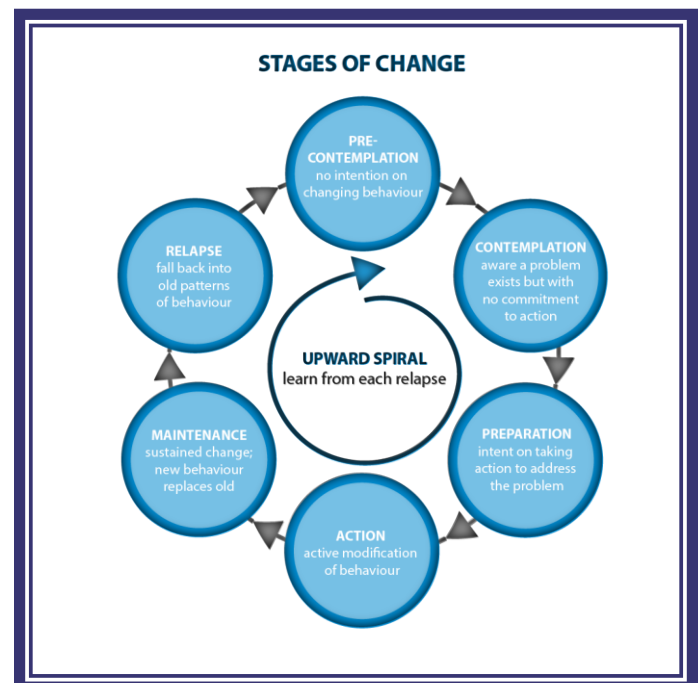 STAGES OF CHANGE
PRE-
CONTEMPLATION
no intention on
changing behaviour
CONTEMPLATION
aware a problem
exists but with
no commitment
to action
PREPARATION
intent on taking
action to address
the problem
ACTION
active modification
of behaviour
MAINTENANCE
sustained change;
new behaviour
replaces old
RELAPSE
fall back into
old patterns
of behaviour
UPWARD SPIRAL
learn from each relapse